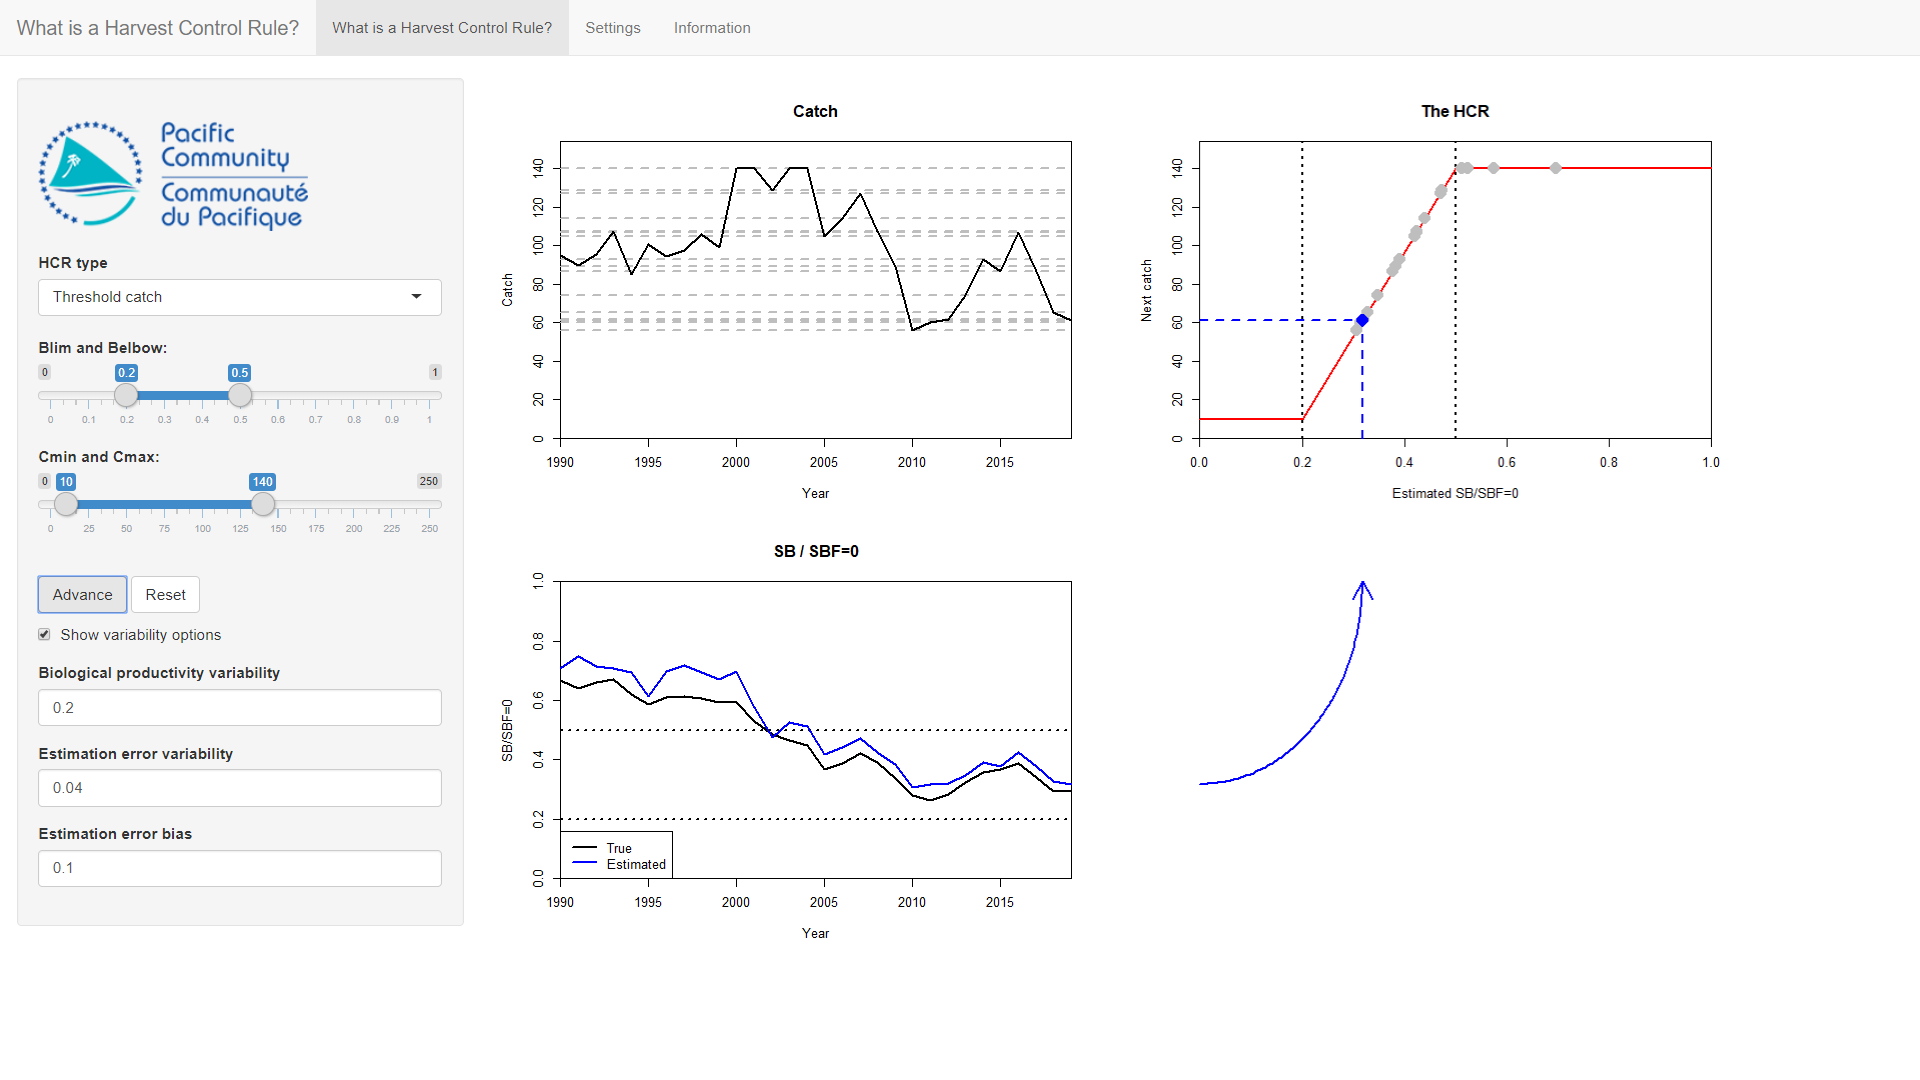 What is a Harvest Control Rule?
What is a Harvest Control Rule?
Settings
Information
Pacific
Community
Communauté
du Pacifique
HCR type
Threshold catch
Blim and Belbow:
0 0.2 0.5 1
0 0.1 0.2 0.3 0.4 0.5 0.6 0.7 0.8 0.9 1
Cmin and Cmax:
0 10 140 250
0 25 50 75 100 125 150 175 200 225 250
Advance
Reset
Show variability options
Biological productivity variability
0.2
Estimation error variability
0.04
Estimation error bias
0.1
Catch
Catch
0 20 40 60 80 100 120 140
1990 1995 2000 2005 2010 2015
Year
The HCR
Next catch
0 20 40 60 80 100 120 140
0.0 0.2 0.4 0.6 0.8 1.0
Estimated SB/SBF=0
SB / SBF=0
SB/SBF=0
0.0 0.2 0.4 0.6 0.8 1.0
True
Estimated
1990 1995 2000 2005 2010 2015
Year